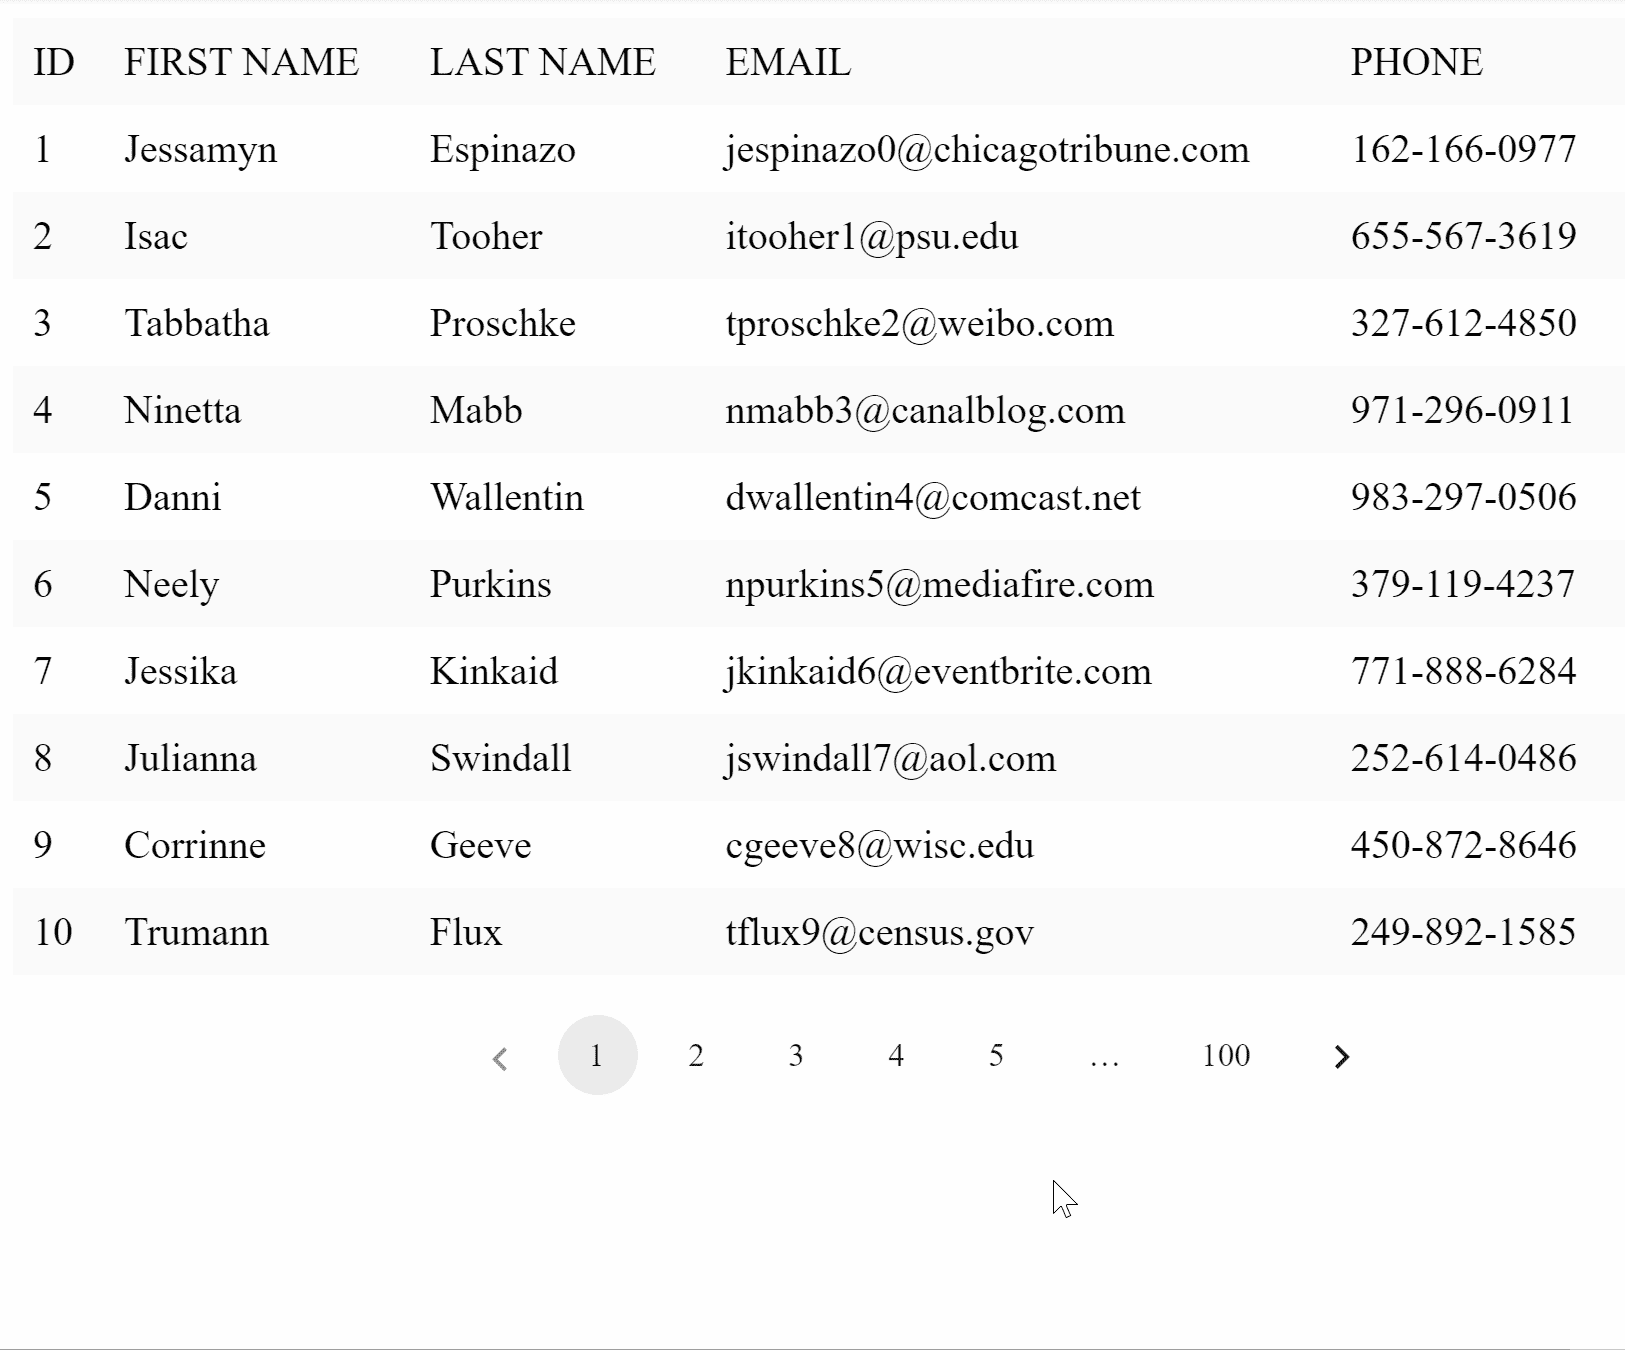 ID FIRST NAME LAST NAME EMAIL PHONE
1 Jessamyn Espinazo jespinazo0@chicagotribune.com 162-166-0977
2 Isac Tooher itooher1@psu.edu 655-567-3619
3 Tabbatha Proschke tproschke2@weibo.com 327-612-4850
4 Ninetta Mabb nmabb3@canalblog.com 971-296-0911
5 Danni Wallentin dwallentin4@comcast.net 983-297-0506
6 Neely Purkins npurkins5@mediafire.com 379-119-4237
7 Jessika Kinkaid jkinkaid6@eventbrite.com 771-888-6284
8 Julianna Swindall jswindall7@aol.com 252-614-0486
9 Corrinne Geeve cgeeve8@wisc.edu 450-872-8646
10 Trumann Flux tflux9@census.gov 249-892-1585
1 2 3 4 5 ... 100